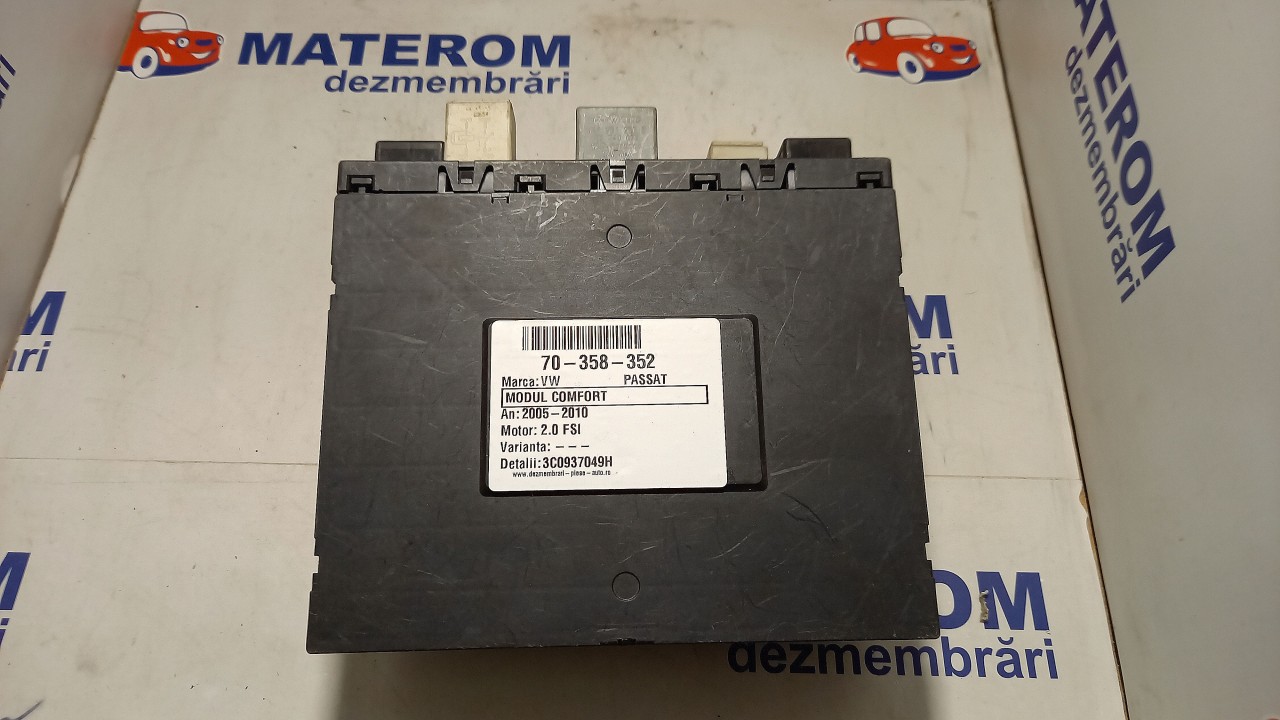 MATEROM
dezmembrări
MATEROM
dezmembrări
70-358-352
Marca: VW PASSAT
MODUL COMFORT
An: 2005-2010
Motor: 2.0 FSI
Varianta: - - -
Detalii: 3C0937049H
www.dezmembrari-piese-auto.ro
M
ări
M
ări
OM
dezmembrări